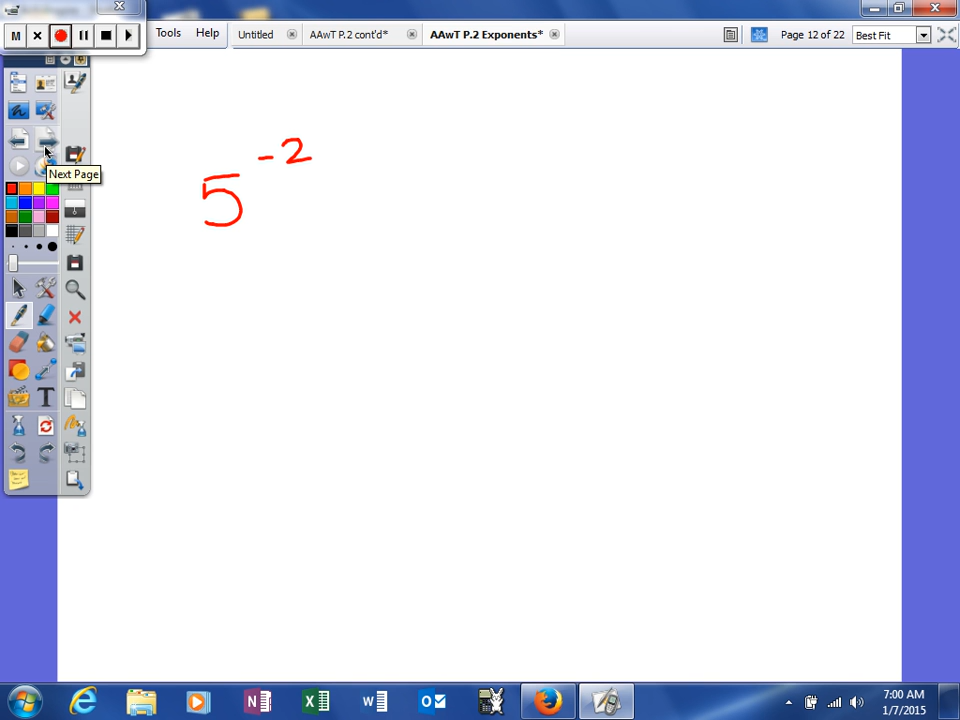 M
Tools Help Untitled AAwT P.2 cont'd* AAwT P.2 Exponents* Page 12 of 22 Best Fit
5^-2
Next Page
T
7:00 AM
1/7/2015